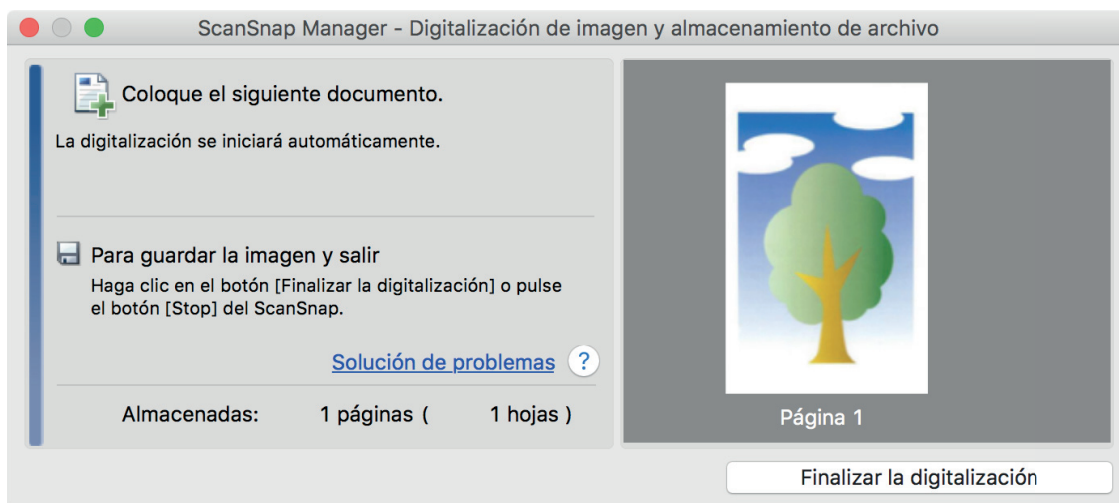 ScanSnap Manager - Digitalización de imagen y almacenamiento de archivo
Coloque el siguiente documento.
La digitalización se iniciará automáticamente.
Para guardar la imagen y salir
Haga clic en el botón [Finalizar la digitalización] o pulse
el botón [Stop] del ScanSnap.
Solución de problemas ?
Almacenadas: 1 páginas ( 1 hojas )
Página 1
Finalizar la digitalización